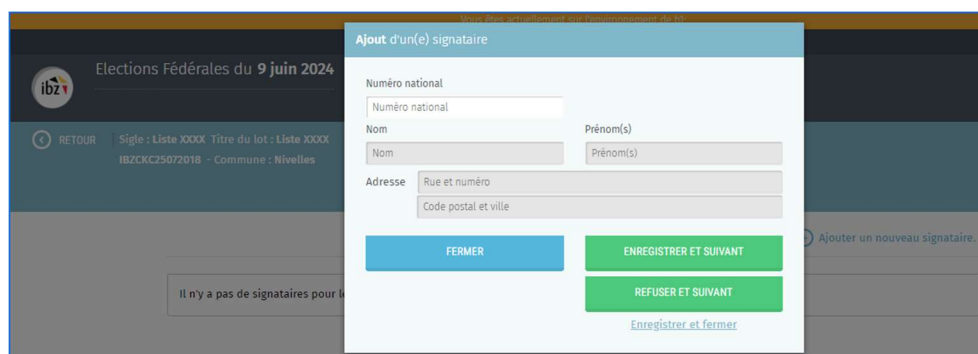 Vous êtes actuellement sur l'environnement de
Ajout d'un(e) signataire
Elections Fédérales du 9 juin 2024
ibz
RETOUR
Sigle : Liste XXXX Titre du lot : Liste XXXX
IBZCKC25072018 - Commune : Nivelles
Numéro national
Numéro national
Nom Prénom(s)
Nom Prénom(s)
Adresse Rue et numéro
Code postal et ville
FERMER ENREGISTRER ET SUIVANT
Ajouter un nouveau signataire.
REFUSER ET SUIVANT
Il n'y a pas de signataires pour
Enregistrer et fermer